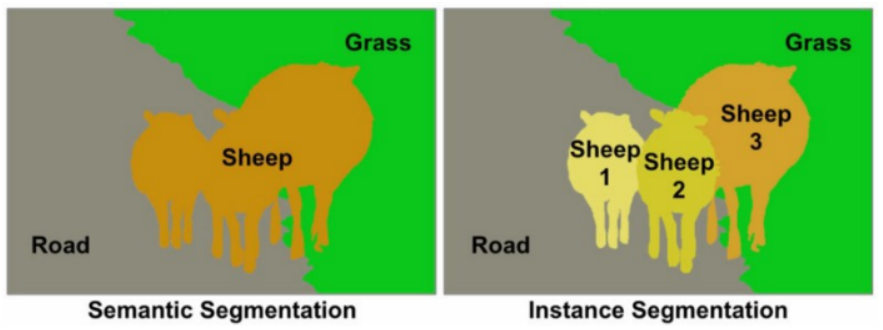 Grass
Sheep
Road
Semantic Segmentation
Grass
Sheep
3
Sheep
1
Sheep
2
Road
Instance Segmentation